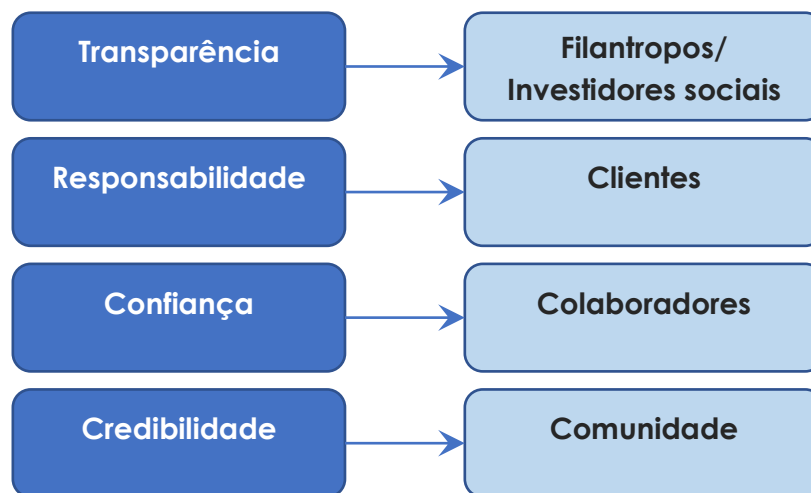 Transparência
Filantropos/
Investidores sociais
Responsabilidade
Clientes
Confiança
Colaboradores
Credibilidade
Comunidade